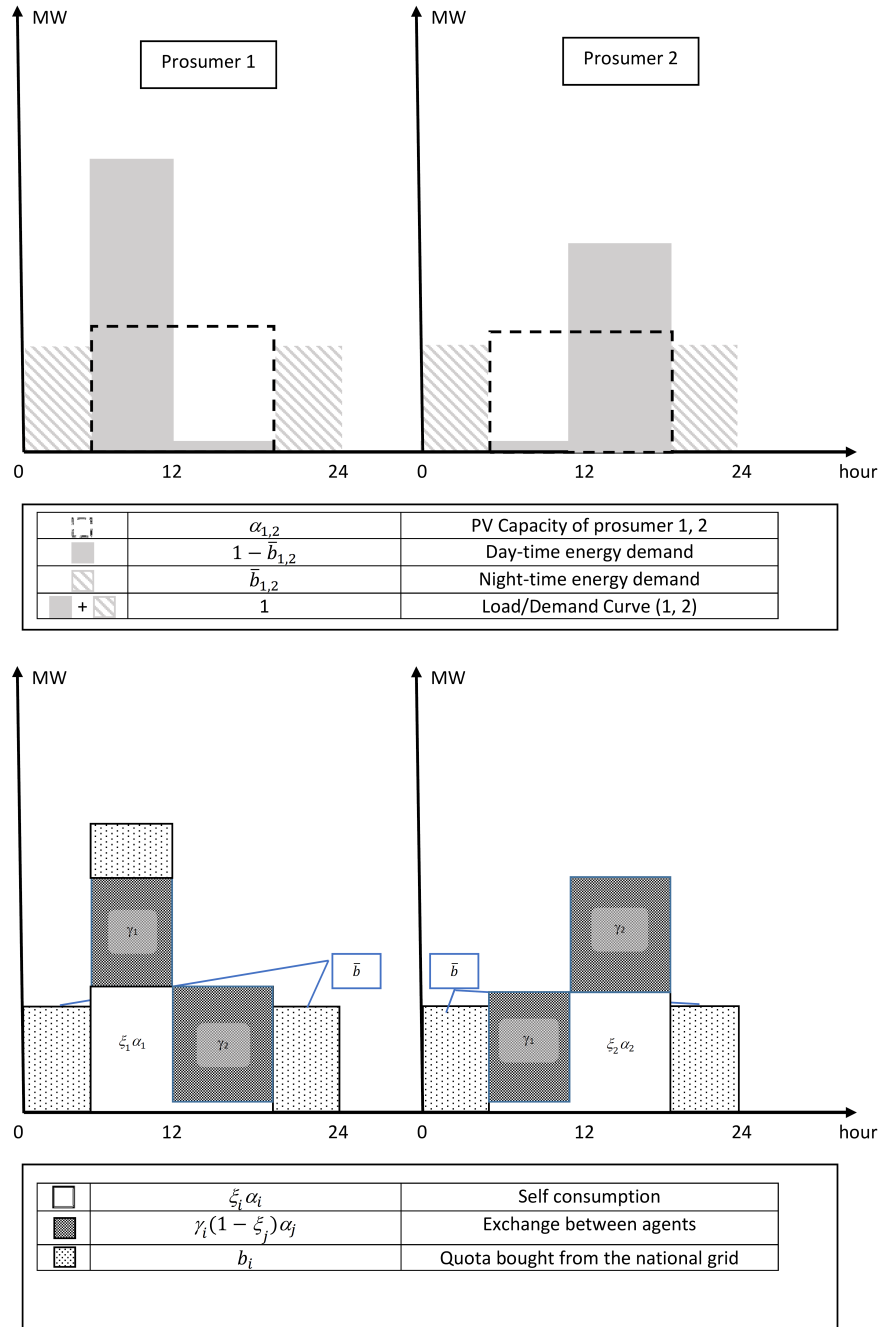 MW
MW
Prosumer 1
Prosumer 2
0
12
24
0
12
24
hour
α1,2
PV Capacity of prosumer 1, 2
1 − b̄1,2
Day-time energy demand
b̄1,2
Night-time energy demand
+
1
Load/Demand Curve (1, 2)
MW
MW
γ1
γ2
b̄
b̄
ξ1α1
γ2
γ1
ξ2α2
0
12
24
0
12
24
hour
ξiαi
Self consumption
γi(1 − ξj)αj
Exchange between agents
bi
Quota bought from the national grid